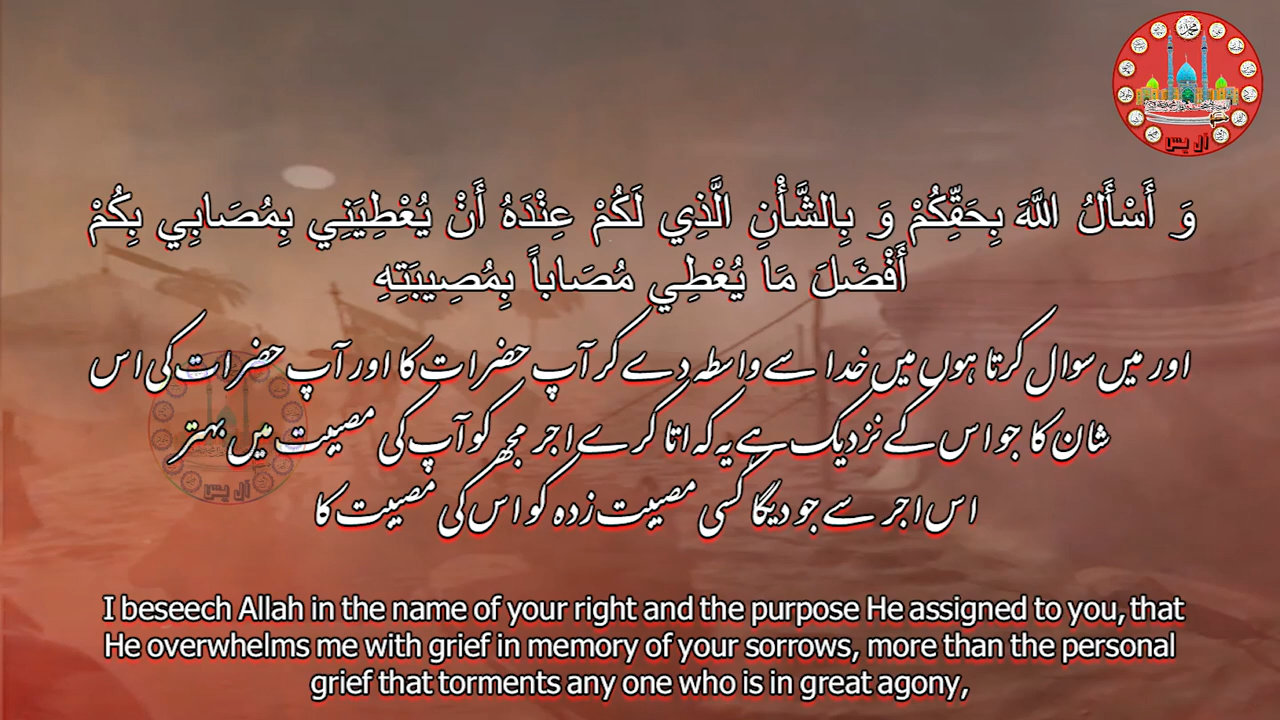 وَ أَسْأَلُ اللَّهَ بِحَقِّكُمْ وَ بِالشَّأْنِ الَّذِي لَكُمْ عِنْدَهُ أَنْ يُعْطِيَنِي بِمُصَابِي بِكُمْ
أَفْضَلَ مَا يُعْطِي مُصَاباً بِمُصِيبَتِهِ
اور میں سوال کرتا ہوں میں خدا سے واسطہ دے کر آپ حضرات کا اور آپ حضرات کی اس
شان کا جو اس کے نزدیک ہے یہ کہ اتا کرے اجر مجھ کو آپ کی مصیبت میں بہتر
اس اجر سے جو دیگا کسی مصیبت زدہ کو اس کی مصیبت کا
I beseech Allah in the name of your right and the purpose He assigned to you, that
He overwhelms me with grief in memory of your sorrows, more than the personal
grief that torments any one who is in great agony,
آل یس
آل یس